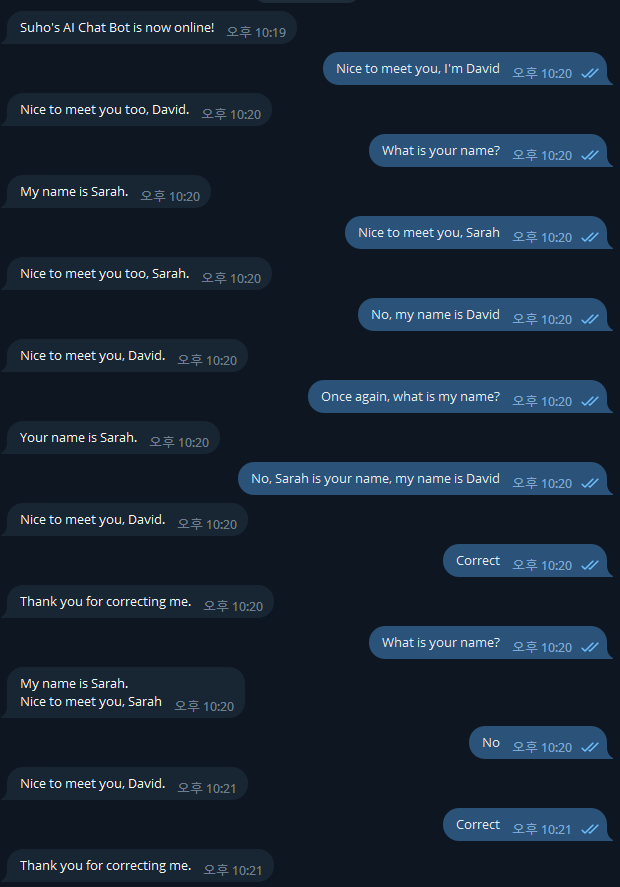 Suho's AI Chat Bot is now online! 오후 10:19
Nice to meet you, I'm David 오후 10:20
Nice to meet you too, David. 오후 10:20
What is your name? 오후 10:20
My name is Sarah. 오후 10:20
Nice to meet you, Sarah 오후 10:20
Nice to meet you too, Sarah. 오후 10:20
No, my name is David 오후 10:20
Nice to meet you, David. 오후 10:20
Once again, what is my name? 오후 10:20
Your name is Sarah. 오후 10:20
No, Sarah is your name, my name is David 오후 10:20
Nice to meet you, David. 오후 10:20
Correct 오후 10:20
Thank you for correcting me. 오후 10:20
What is your name? 오후 10:20
My name is Sarah.
Nice to meet you, Sarah 오후 10:20
No 오후 10:20
Nice to meet you, David. 오후 10:21
Correct 오후 10:21
Thank you for correcting me. 오후 10:21